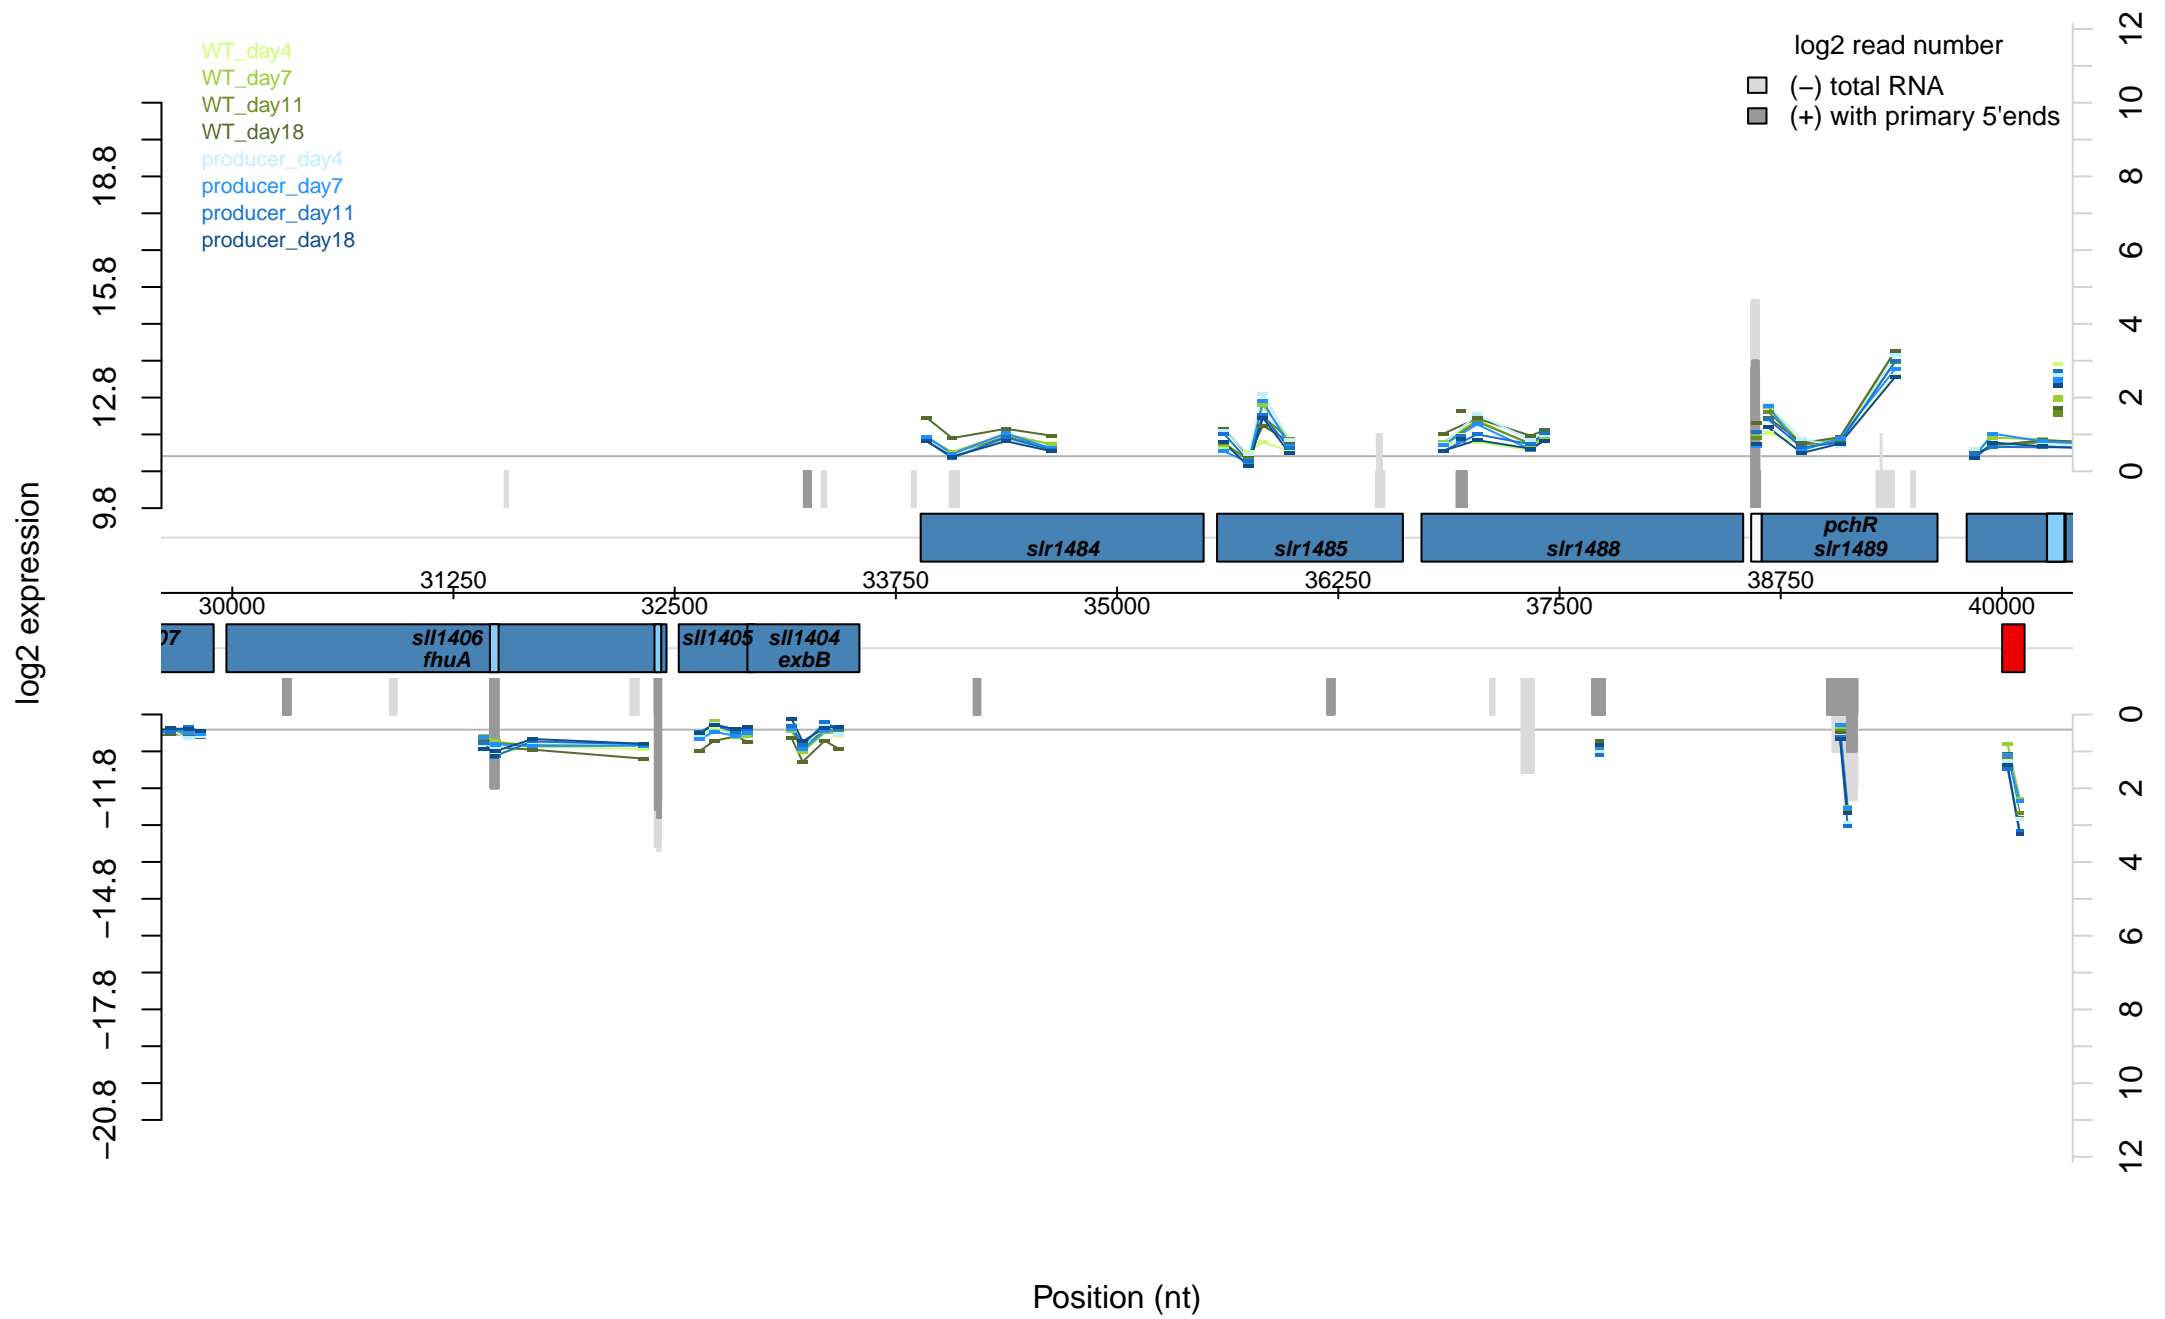 WT_day4
WT_day7
WT_day11
WT_day18
producer_day4
producer_day7
producer_day11
producer_day18
log2 read number
(–) total RNA
(+) with primary 5'ends
log2 expression
18.8
15.8
12.8
9.8
12
10
8
6
4
2
0
pchR
slr1484 slr1485 slr1488 slr1489
31250 33750 36250 38750
30000 32500 35000 37500 40000
07 sll1406 sll1405 sll1404
fhuA exbB
−11.8
−14.8
−17.8
−20.8
0
2
4
6
8
10
12
Position (nt)